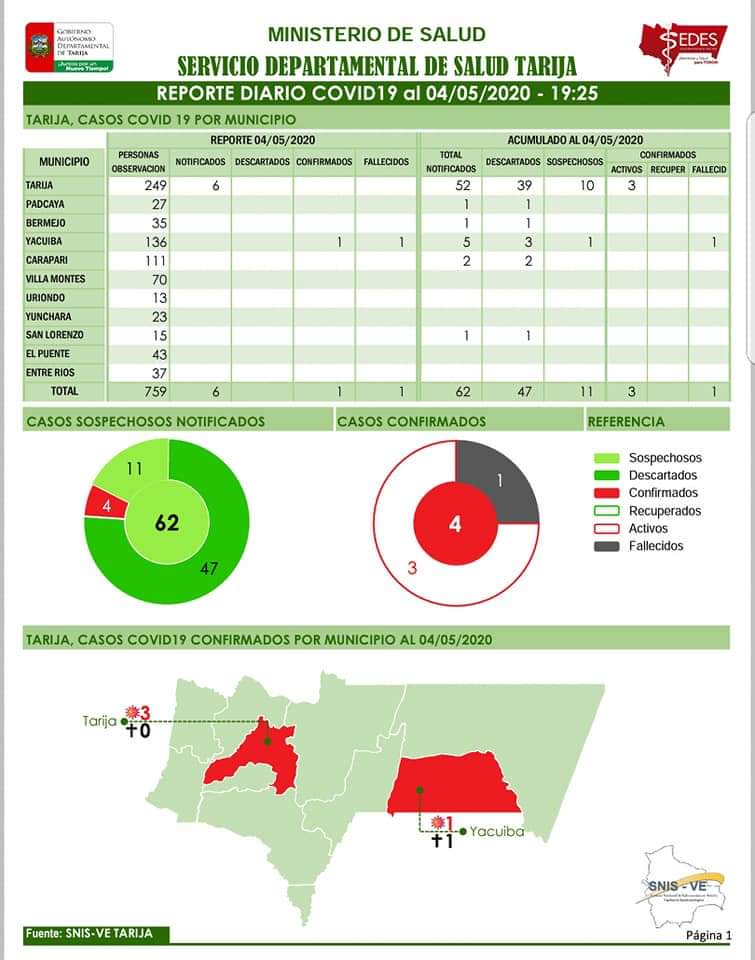 GOBIERNO
AUTÓNOMO
DEPARTAMENTAL
DE TARIJA
¡Juntos por un
Nuevo Tiempo!
MINISTERIO DE SALUD
SERVICIO DEPARTAMENTAL DE SALUD TARIJA
SEDES
REPORTE DIARIO COVID19 al 04/05/2020 - 19:25
TARIJA, CASOS COVID 19 POR MUNICIPIO
REPORTE 04/05/2020 ACUMULADO AL 04/05/2020
MUNICIPIO PERSONAS OBSERVACION NOTIFICADOS DESCARTADOS CONFIRMADOS FALLECIDOS TOTAL NOTIFICADOS DESCARTADOS SOSPECHOSOS CONFIRMADOS
ACTIVOS RECUPER FALLECID
TARIJA 249 6 52 39 10 3
PADCAYA 27 1 1
BERMEJO 35 1 1
YACUIBA 136 1 1 5 3 1 1
CARAPARI 111 2 2
VILLA MONTES 70
URIONDO 13
YUNCHARA 23
SAN LORENZO 15 1 1
EL PUENTE 43
ENTRE RIOS 37
TOTAL 759 6 1 1 62 47 11 3 1
CASOS SOSPECHOSOS NOTIFICADOS
11
4
62
47
CASOS CONFIRMADOS
1
4
3
REFERENCIA
Sospechosos
Descartados
Confirmados
Recuperados
Activos
Fallecidos
TARIJA, CASOS COVID19 CONFIRMADOS POR MUNICIPIO AL 04/05/2020
Tarija 3
✝0
1
✝1 Yacuiba
SNIS - VE
Fuente: SNIS-VE TARIJA
Página 1